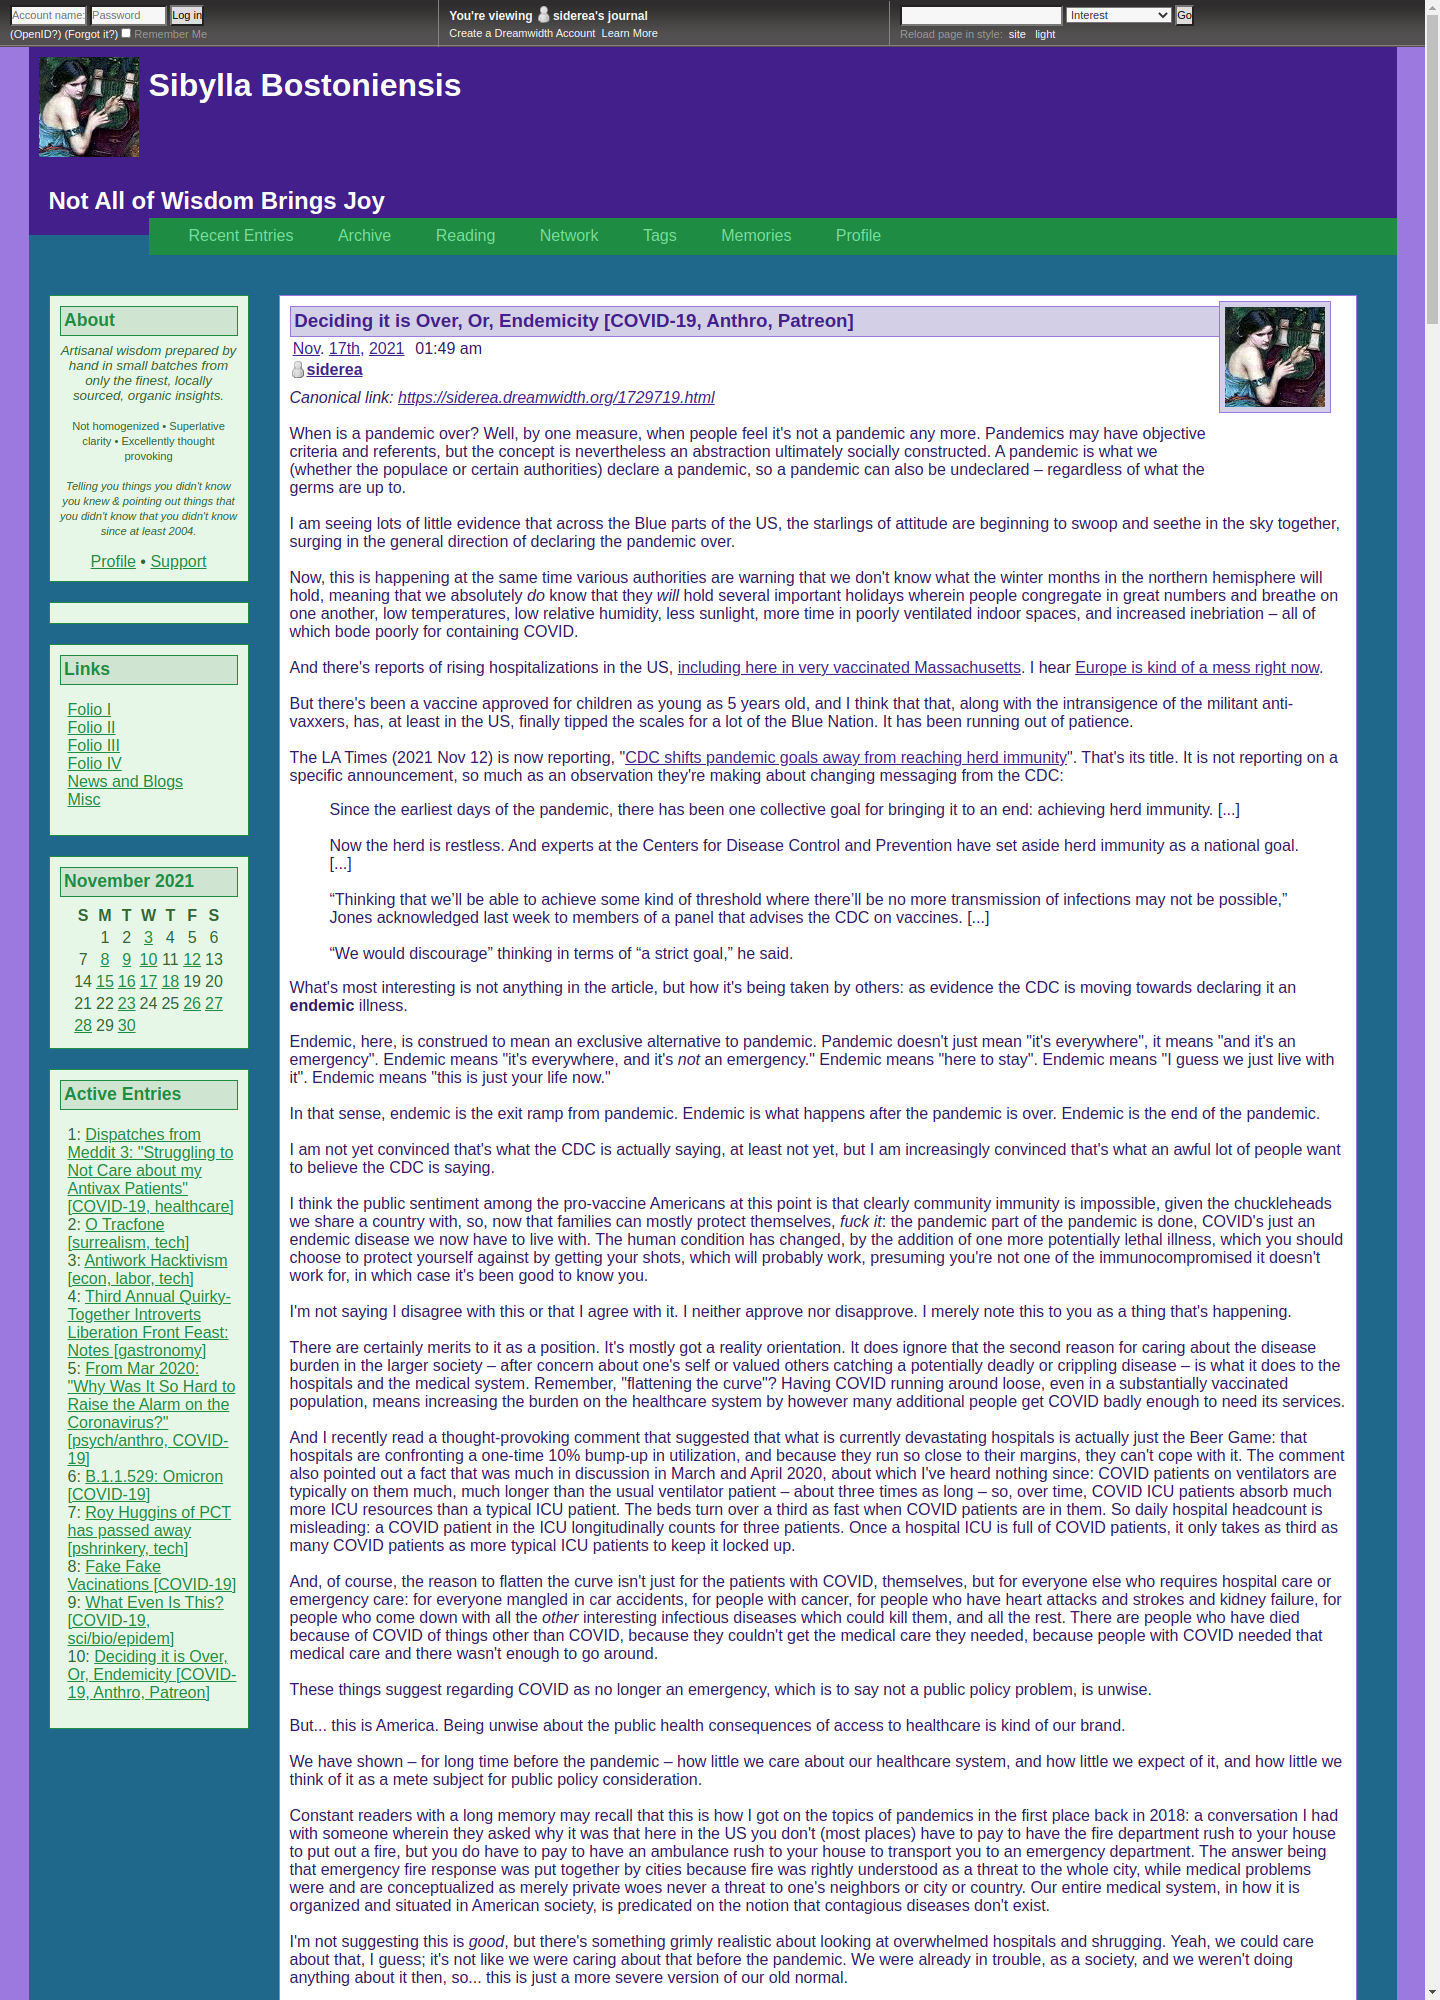 Account name: Password Log in
(OpenID?) (Forgot it?) Remember Me
You're viewing siderea's journal
Create a Dreamwidth Account Learn More
Interest Go
Reload page in style: site light
Sibylla Bostoniensis
Not All of Wisdom Brings Joy
Recent Entries Archive Reading Network Tags Memories Profile
About
Artisanal wisdom prepared by
hand in small batches from
only the finest, locally
sourced, organic insights.
Not homogenized • Superlative
clarity • Excellently thought
provoking
Telling you things you didn't know
you knew & pointing out things that
you didn't know that you didn't know
since at least 2004.
Profile • Support
Links
Folio I
Folio II
Folio III
Folio IV
News and Blogs
Misc
November 2021
S M T W T F S
1 2 3 4 5 6
7 8 9 10 11 12 13
14 15 16 17 18 19 20
21 22 23 24 25 26 27
28 29 30
Active Entries
1: Dispatches from
Meddit 3: "Struggling to
Not Care about my
Antivax Patients"
[COVID-19, healthcare]
2: O Tracfone
[surrealism, tech]
3: Antiwork Hacktivism
[econ, labor, tech]
4: Third Annual Quirky-
Together Introverts
Liberation Front Feast:
Notes [gastronomy]
5: From Mar 2020:
"Why Was It So Hard to
Raise the Alarm on the
Coronavirus?"
[psych/anthro, COVID-
19]
6: B.1.1.529: Omicron
[COVID-19]
7: Roy Huggins of PCT
has passed away
[pshrinkery, tech]
8: Fake Fake
Vacinations [COVID-19]
9: What Even Is This?
[COVID-19,
sci/bio/epidem]
10: Deciding it is Over,
Or, Endemicity [COVID-
19, Anthro, Patreon]
Deciding it is Over, Or, Endemicity [COVID-19, Anthro, Patreon]
Nov. 17th, 2021 01:49 am
siderea
Canonical link: https://siderea.dreamwidth.org/1729719.html
When is a pandemic over? Well, by one measure, when people feel it's not a pandemic any more. Pandemics may have objective
criteria and referents, but the concept is nevertheless an abstraction ultimately socially constructed. A pandemic is what we
(whether the populace or certain authorities) declare a pandemic, so a pandemic can also be undeclared – regardless of what the
germs are up to.
I am seeing lots of little evidence that across the Blue parts of the US, the starlings of attitude are beginning to swoop and seethe in the sky together,
surging in the general direction of declaring the pandemic over.
Now, this is happening at the same time various authorities are warning that we don't know what the winter months in the northern hemisphere will
hold, meaning that we absolutely do know that they will hold several important holidays wherein people congregate in great numbers and breathe on
one another, low temperatures, low relative humidity, less sunlight, more time in poorly ventilated indoor spaces, and increased inebriation – all of
which bode poorly for containing COVID.
And there's reports of rising hospitalizations in the US, including here in very vaccinated Massachusetts. I hear Europe is kind of a mess right now.
But there's been a vaccine approved for children as young as 5 years old, and I think that that, along with the intransigence of the militant anti-
vaxxers, has, at least in the US, finally tipped the scales for a lot of the Blue Nation. It has been running out of patience.
The LA Times (2021 Nov 12) is now reporting, "CDC shifts pandemic goals away from reaching herd immunity". That's its title. It is not reporting on a
specific announcement, so much as an observation they're making about changing messaging from the CDC:
Since the earliest days of the pandemic, there has been one collective goal for bringing it to an end: achieving herd immunity. [...]
Now the herd is restless. And experts at the Centers for Disease Control and Prevention have set aside herd immunity as a national goal.
[...]
“Thinking that we’ll be able to achieve some kind of threshold where there’ll be no more transmission of infections may not be possible,”
Jones acknowledged last week to members of a panel that advises the CDC on vaccines. [...]
“We would discourage” thinking in terms of “a strict goal,” he said.
What's most interesting is not anything in the article, but how it's being taken by others: as evidence the CDC is moving towards declaring it an
endemic illness.
Endemic, here, is construed to mean an exclusive alternative to pandemic. Pandemic doesn't just mean "it's everywhere", it means "and it's an
emergency". Endemic means "it's everywhere, and it's not an emergency." Endemic means "here to stay". Endemic means "I guess we just live with
it". Endemic means "this is just your life now."
In that sense, endemic is the exit ramp from pandemic. Endemic is what happens after the pandemic is over. Endemic is the end of the pandemic.
I am not yet convinced that's what the CDC is actually saying, at least not yet, but I am increasingly convinced that's what an awful lot of people want
to believe the CDC is saying.
I think the public sentiment among the pro-vaccine Americans at this point is that clearly community immunity is impossible, given the chuckleheads
we share a country with, so, now that families can mostly protect themselves, fuck it: the pandemic part of the pandemic is done, COVID's just an
endemic disease we now have to live with. The human condition has changed, by the addition of one more potentially lethal illness, which you should
choose to protect yourself against by getting your shots, which will probably work, presuming you're not one of the immunocompromised it doesn't
work for, in which case it's been good to know you.
I'm not saying I disagree with this or that I agree with it. I neither approve nor disapprove. I merely note this to you as a thing that's happening.
There are certainly merits to it as a position. It's mostly got a reality orientation. It does ignore that the second reason for caring about the disease
burden in the larger society – after concern about one's self or valued others catching a potentially deadly or crippling disease – is what it does to the
hospitals and the medical system. Remember, "flattening the curve"? Having COVID running around loose, even in a substantially vaccinated
population, means increasing the burden on the healthcare system by however many additional people get COVID badly enough to need its services.
And I recently read a thought-provoking comment that suggested that what is currently devastating hospitals is actually just the Beer Game: that
hospitals are confronting a one-time 10% bump-up in utilization, and because they run so close to their margins, they can't cope with it. The comment
also pointed out a fact that was much in discussion in March and April 2020, about which I've heard nothing since: COVID patients on ventilators are
typically on them much, much longer than the usual ventilator patient – about three times as long – so, over time, COVID ICU patients absorb much
more ICU resources than a typical ICU patient. The beds turn over a third as fast when COVID patients are in them. So daily hospital headcount is
misleading: a COVID patient in the ICU longitudinally counts for three patients. Once a hospital ICU is full of COVID patients, it only takes as third as
many COVID patients as more typical ICU patients to keep it locked up.
And, of course, the reason to flatten the curve isn't just for the patients with COVID, themselves, but for everyone else who requires hospital care or
emergency care: for everyone mangled in car accidents, for people with cancer, for people who have heart attacks and strokes and kidney failure, for
people who come down with all the other interesting infectious diseases which could kill them, and all the rest. There are people who have died
because of COVID of things other than COVID, because they couldn't get the medical care they needed, because people with COVID needed that
medical care and there wasn't enough to go around.
These things suggest regarding COVID as no longer an emergency, which is to say not a public policy problem, is unwise.
But... this is America. Being unwise about the public health consequences of access to healthcare is kind of our brand.
We have shown – for long time before the pandemic – how little we care about our healthcare system, and how little we expect of it, and how little we
think of it as a mete subject for public policy consideration.
Constant readers with a long memory may recall that this is how I got on the topics of pandemics in the first place back in 2018: a conversation I had
with someone wherein they asked why it was that here in the US you don't (most places) have to pay to have the fire department rush to your house
to put out a fire, but you do have to pay to have an ambulance rush to your house to transport you to an emergency department. The answer being
that emergency fire response was put together by cities because fire was rightly understood as a threat to the whole city, while medical problems
were and are conceptualized as merely private woes never a threat to one's neighbors or city or country. Our entire medical system, in how it is
organized and situated in American society, is predicated on the notion that contagious diseases don't exist.
I'm not suggesting this is good, but there's something grimly realistic about looking at overwhelmed hospitals and shrugging. Yeah, we could care
about that, I guess; it's not like we were caring about that before the pandemic. We were already in trouble, as a society, and we weren't doing
anything about it then, so... this is just a more severe version of our old normal.